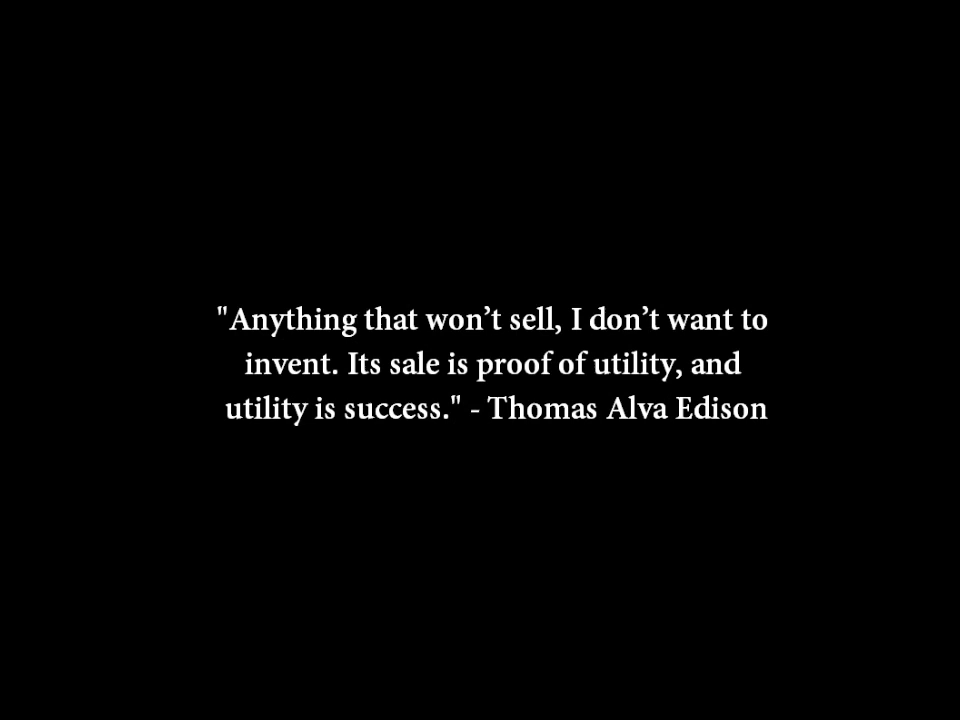 "Anything that won’t sell, I don’t want to
invent. Its sale is proof of utility, and
utility is success." - Thomas Alva Edison